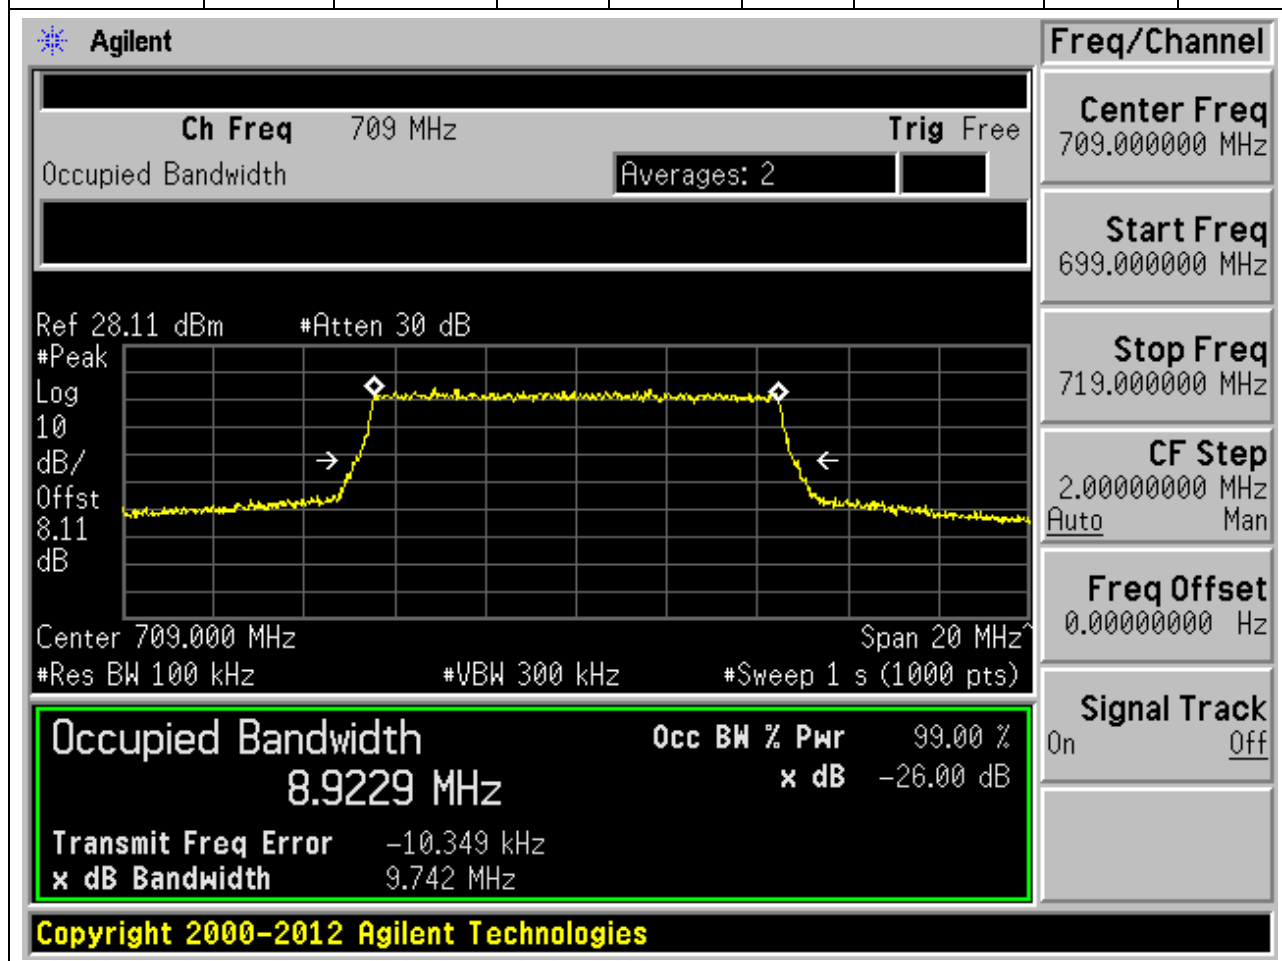 Agilent
Freq/Channel
Ch Freq 709 MHz Trig Free
Occupied Bandwidth Averages: 2
Ref 28.11 dBm #Atten 30 dB
#Peak
Log
10
dB/
Offst
8.11
dB
Center 709.000 MHz Span 20 MHz^
#Res BW 100 kHz #VBW 300 kHz #Sweep 1 s (1000 pts)
Occupied Bandwidth
8.9229 MHz
Occ BW % Pwr 99.00 %
x dB -26.00 dB
Transmit Freq Error -10.349 kHz
x dB Bandwidth 9.742 MHz
Copyright 2000-2012 Agilent Technologies
Center Freq
709.000000 MHz
Start Freq
699.000000 MHz
Stop Freq
719.000000 MHz
CF Step
2.00000000 MHz
Auto Man
Freq Offset
0.00000000 Hz
Signal Track
On Off